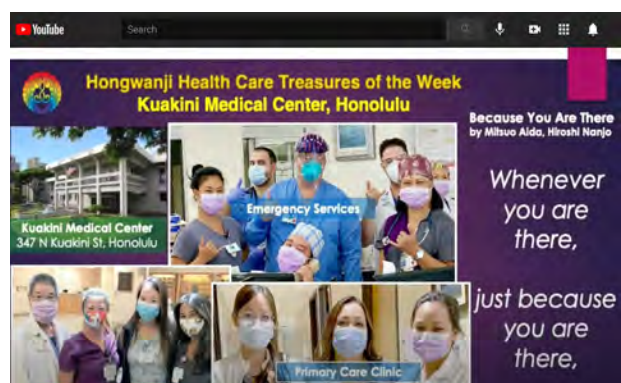 YouTube
Search
Hongwanji Health Care Treasures of the Week
Kuakini Medical Center, Honolulu
Because You Are There
by Mitsuo Aida, Hiroshi Nanjo
Kuakini Medical Center
347 N Kuakini St, Honolulu
Emergency Services
Whenever
you are
there,
just because
you are
there,
Primary Care Clinic